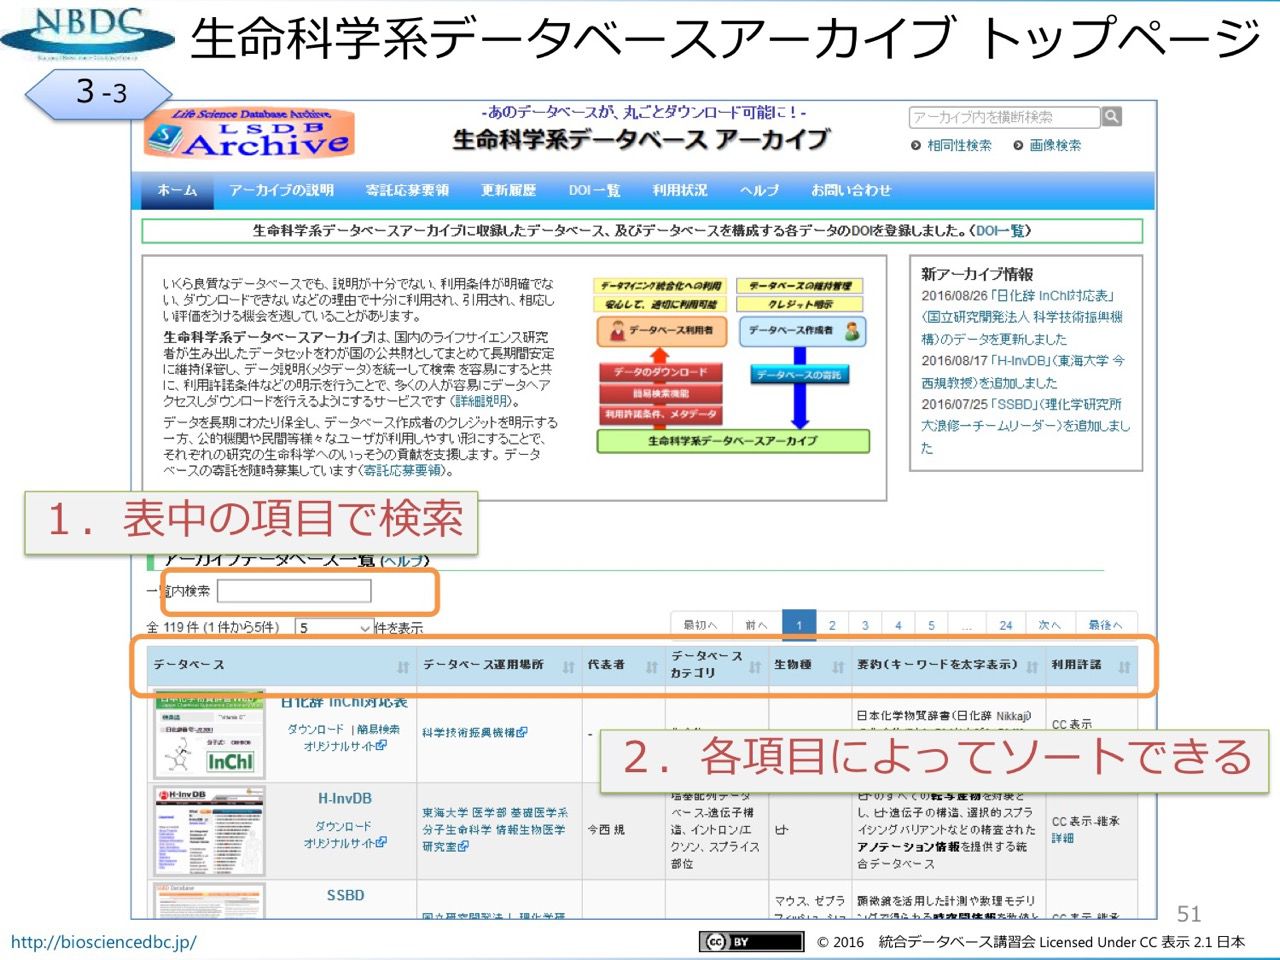 NBDC
生命科学系データベースアーカイブ トップページ
3-3
Life Science Database Archive
LSDB
Archive
-あのデータベースが、丸ごとダウンロード可能に！-
生命科学系データベース アーカイブ
アーカイブ内を横断検索
相同性検索 画像検索
ホーム アーカイブの説明 寄託応募要領 更新履歴 DOI一覧 利用状況 ヘルプ お問い合わせ
生命科学系データベースアーカイブに収録したデータベース、及びデータベースを構成する各データのDOIを登録しました。(DOI一覧)
いくら良質なデータベースでも、説明が十分でない、利用条件が明確でな
い、ダウンロードできないなどの理由で十分に利用され、引用され、相応し
い評価をうける機会を逃していることがあります。
生命科学系データベースアーカイブは、国内のライフサイエンス研究
者が生み出したデータセットをわが国の公共財としてまとめて長期間安定
に維持保管し、データ説明(メタデータ)を統一して検索を容易にすると共
に、利用許諾条件などの明示を行うことで、多くの人が容易にデータへア
クセスしダウンロードを行えるようにするサービスです(詳細説明)。
データを長期にわたり保全し、データベース作成者のクレジットを明示する
一方、公的機関や民間等様々なユーザが利用しやすい形にすることで、
それぞれの研究の生命科学へのいっそうの貢献を支援します。データ
ベースの寄託を随時募集しています(寄託応募要領)。
データマイニング統合化への利用
安心して、適切に利用可能
データベースの維持管理
クレジット明示
データベース利用者
データベース作成者
データのダウンロード
簡易検索機能
利用許諾条件、メタデータ
データベースの寄託
生命科学系データベースアーカイブ
新アーカイブ情報
2016/08/26「日化辞 InChI対応表」
(国立研究開発法人 科学技術振興機
構)のデータを更新しました
2016/08/17「H-InvDB」(東海大学 今
西規教授)を追加しました
2016/07/25「SSBD」(理化学研究所
大浪修一チームリーダー)を追加しまし
た
１．表中の項目で検索
アーカイブデータベース一覧(ヘルプ)
一覧内検索
全 119 件 (1 件から5件) 5 件を表示
最初へ 前へ 1 2 3 4 5 ... 24 次へ 最後へ
データベース データベース運用場所 代表者 データベースカテゴリ 生物種 要約(キーワードを太字表示) 利用許諾
日化辞 InChI対応表
ダウンロード | 簡易検索
オリジナルサイト
InChI
科学技術振興機構
-
日本化学物質辞書(日化辞 Nikkaji)
CC 表示
２．各項目によってソートできる
H-InvDB
H-InvDB
ダウンロード
オリジナルサイト
東海大学 医学部 基礎医学系
分子生命科学 情報生物医学
研究室
今西 規
塩基配列データ
ベース-遺伝子構
造、イントロン/エ
クソン、スプライス
部位
ヒト
ヒトのすべての転写産物を対象と
し、ヒト遺伝子の構造、選択的スプラ
イシングバリアントなどの精査された
アノテーション情報を提供する統
合データベース
CC 表示-継承
詳細
SSBD
SSBD Database
国立研究開発法人 理化学研
マウス、ゼブラ
フィッシュ、ショ
顕微鏡を活用した計測や数理モデリ
ングで得られる時空間情報を数値と
CC 表示-継承
51
http://biosciencedbc.jp/
CC BY
© 2016 統合データベース講習会 Licensed Under CC 表示 2.1 日本